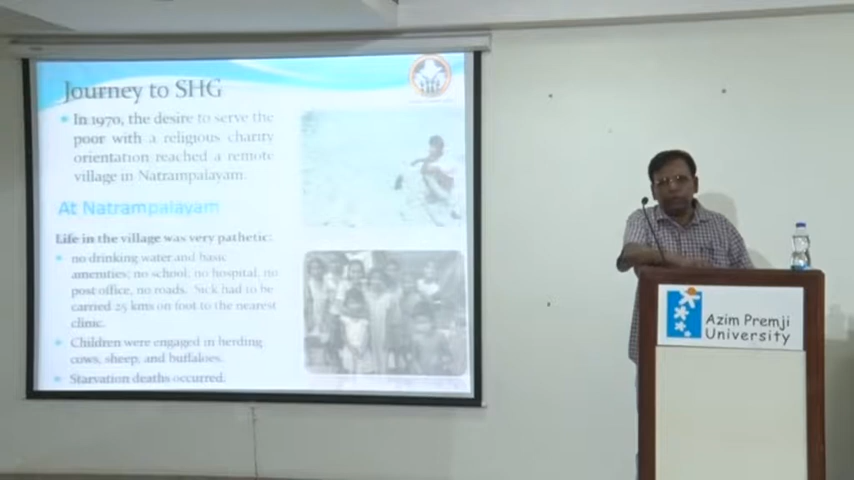 Journey to SHG
In 1970, the desire to serve the
poor with a religious charity
orientation reached a remote
village in Natrampalayam.
At Natrampalayam
Life in the village was very pathetic:
no drinking water and basic
amenities; no school, no hospital, no
post office, no roads. Sick had to be
carried 25 kms on foot to the nearest
clinic.
Children were engaged in herding
cows, sheep, and buffaloes.
Starvation deaths occurred.
Azim Premji
University